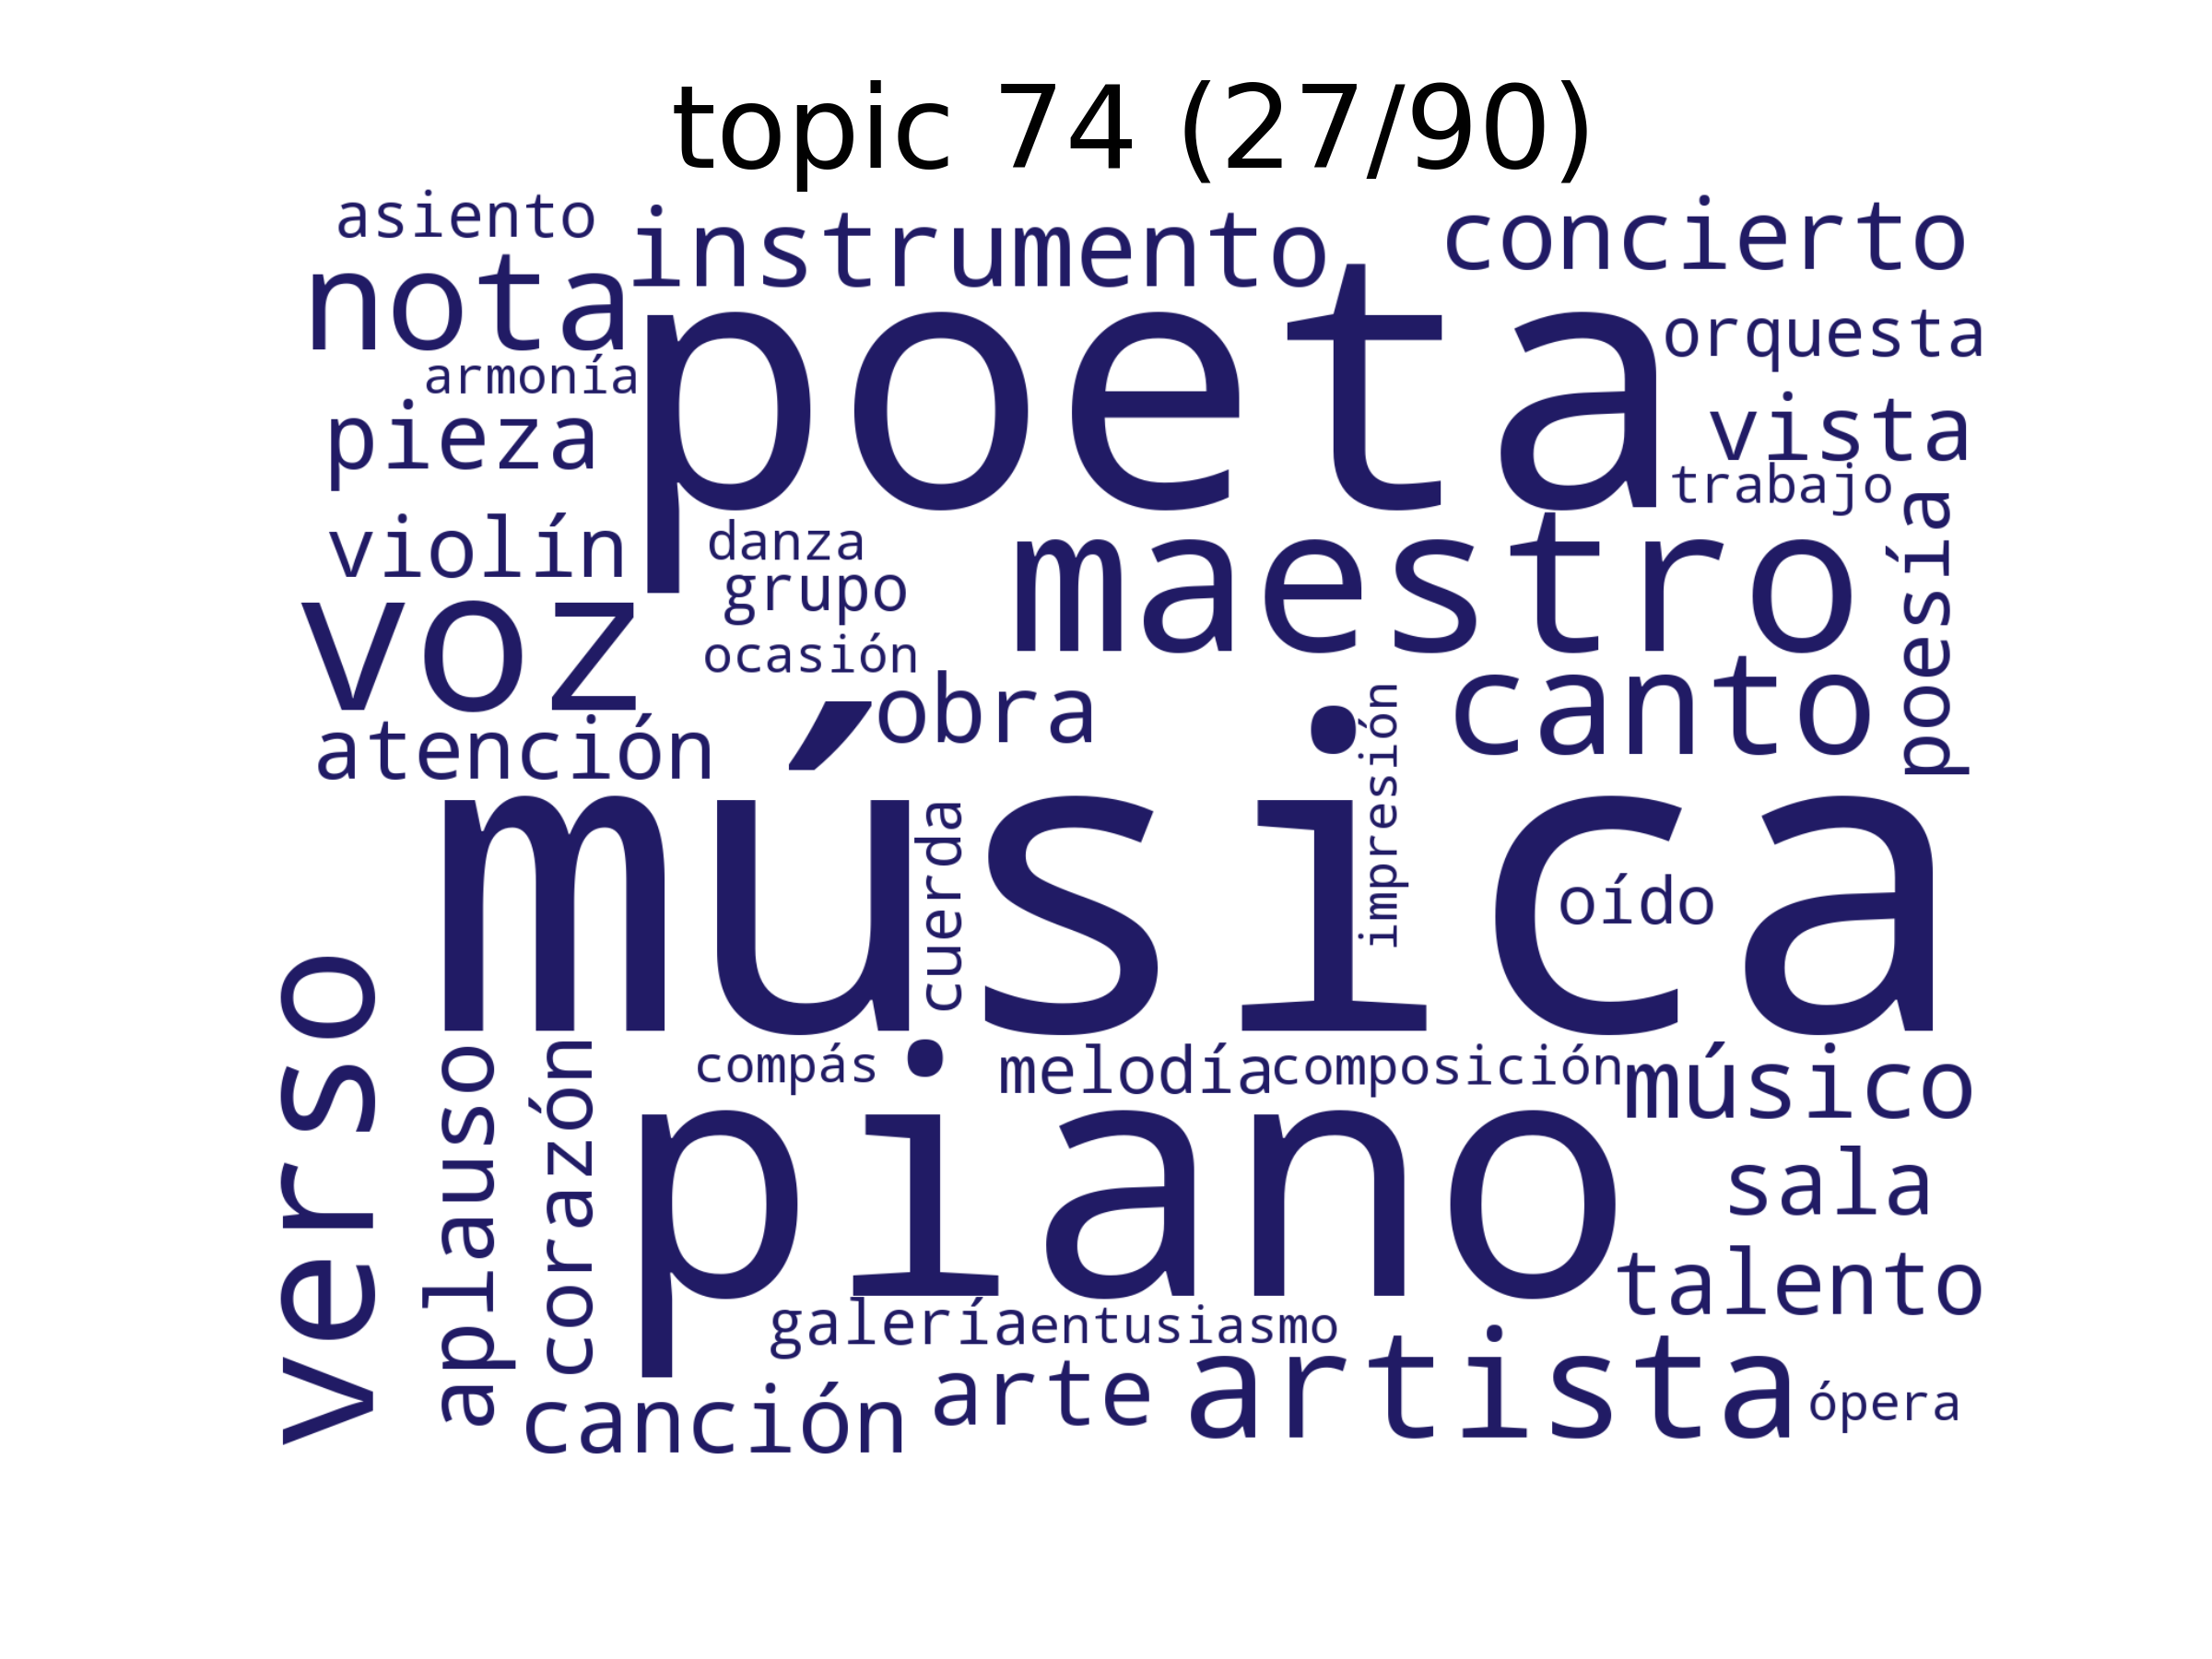 topic 74 (27/90)
asiento
instrumento
concierto
nota
poeta
orquesta
armonía
pieza
vista
trabajo
violín
danza
maestro
poesía
grupo
voz
ocasión
obra
canto
atención
impresión
música
cuerda
oído
verso
aplauso
corazón
compás
melodía
composición
músico
piano
sala
talento
galería
entusiasmo
canción
arte
artista
ópera